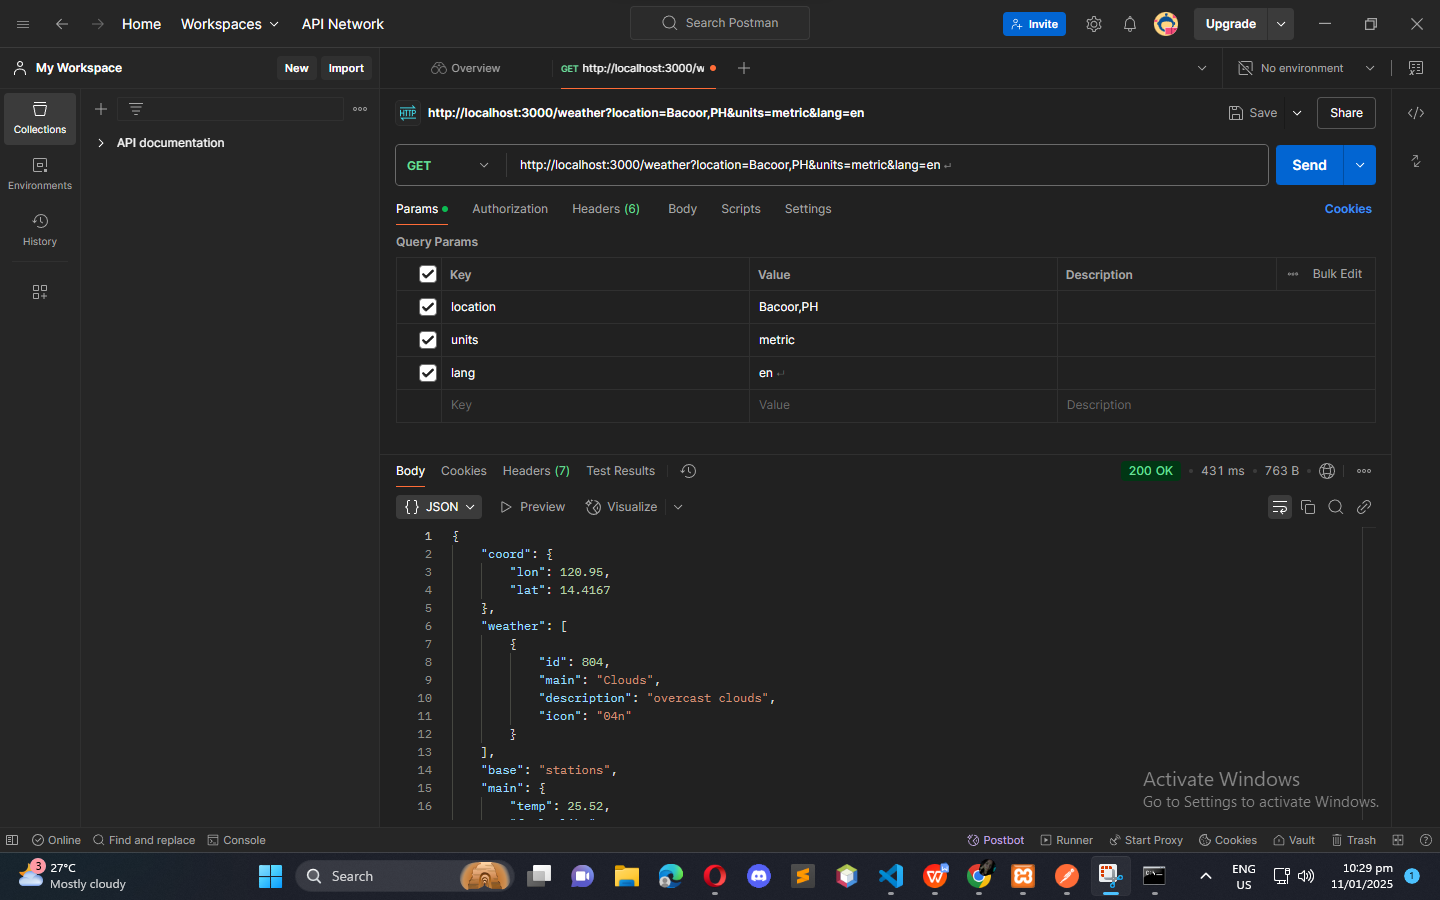 Home Workspaces API Network Search Postman Invite Upgrade
My Workspace New Import Overview GET http://localhost:3000/w No environment
HTTP http://localhost:3000/weather?location=Bacoor,PH&units=metric&lang=en Save Share
Collections
API documentation
GET http://localhost:3000/weather?location=Bacoor,PH&units=metric&lang=en Send
Environments
Params Authorization Headers (6) Body Scripts Settings Cookies
History
Query Params
Key Value Description Bulk Edit
location Bacoor,PH
units metric
lang en
Key Value Description
Body Cookies Headers (7) Test Results 200 OK 431 ms 763 B
{} JSON Preview Visualize
1 {
2 "coord": {
3 "lon": 120.95,
4 "lat": 14.4167
5 },
6 "weather": [
7 {
8 "id": 804,
9 "main": "Clouds",
10 "description": "overcast clouds",
11 "icon": "04n"
12 }
13 ],
14 "base": "stations",
15 "main": {
16 "temp": 25.52,
Activate Windows
Go to Settings to activate Windows.
Online Find and replace Console Postbot Runner Start Proxy Cookies Vault Trash
3 27°C
Mostly cloudy
Search
ENG
US
10:29 pm
11/01/2025
1